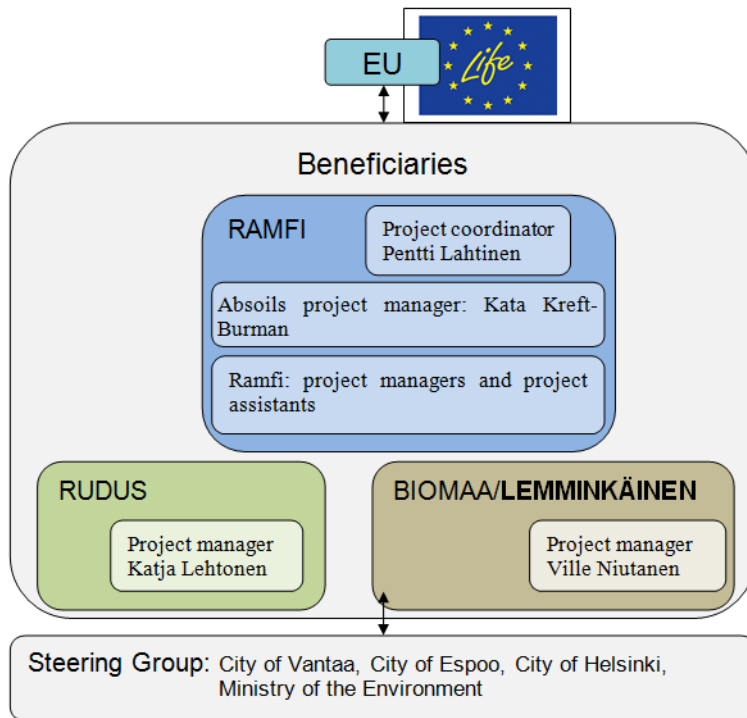 EU
Life
Beneficiaries
RAMFI
Project coordinator
Pentti Lahtinen
Absoils project manager: Kata Kreft-
Burman
Ramfi: project managers and project
assistants
RUDUS
Project manager
Katja Lehtonen
BIOMAA/LEMMINKÄINEN
Project manager
Ville Niutanen
Steering Group: City of Vantaa, City of Espoo, City of Helsinki,
Ministry of the Environment